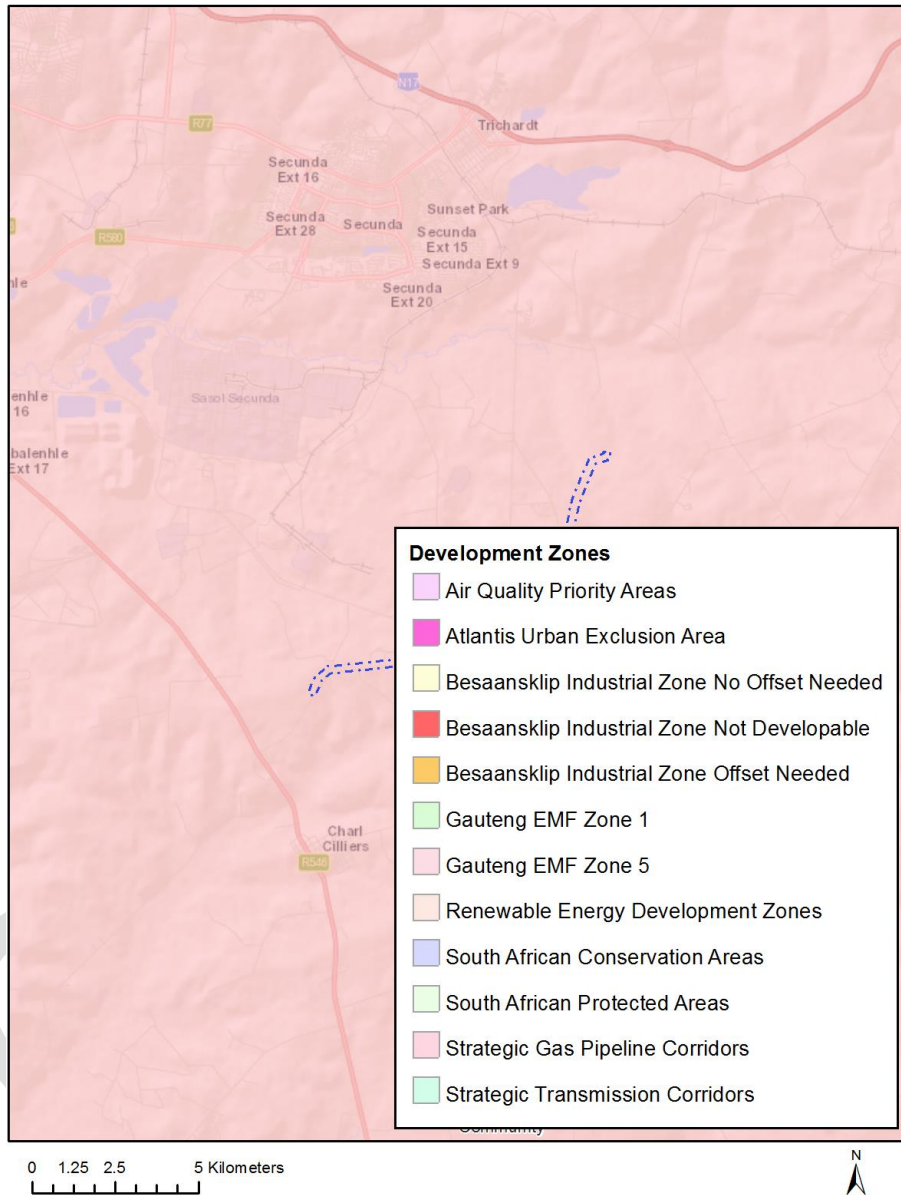 N17
R77
Trichardt
Secunda
Ext 16
Sunset Park
Secunda
Ext 28
Secunda
Secunda
Ext 15
R580
Secunda Ext 9
Secunda
Ext 20
Sasol Secunda
enhle
16
balenhle
Ext 17
Charl
Cilliers
R546
Development Zones
Air Quality Priority Areas
Atlantis Urban Exclusion Area
Besaansklip Industrial Zone No Offset Needed
Besaansklip Industrial Zone Not Developable
Besaansklip Industrial Zone Offset Needed
Gauteng EMF Zone 1
Gauteng EMF Zone 5
Renewable Energy Development Zones
South African Conservation Areas
South African Protected Areas
Strategic Gas Pipeline Corridors
Strategic Transmission Corridors
Community
0 1.25 2.5 5 Kilometers
N